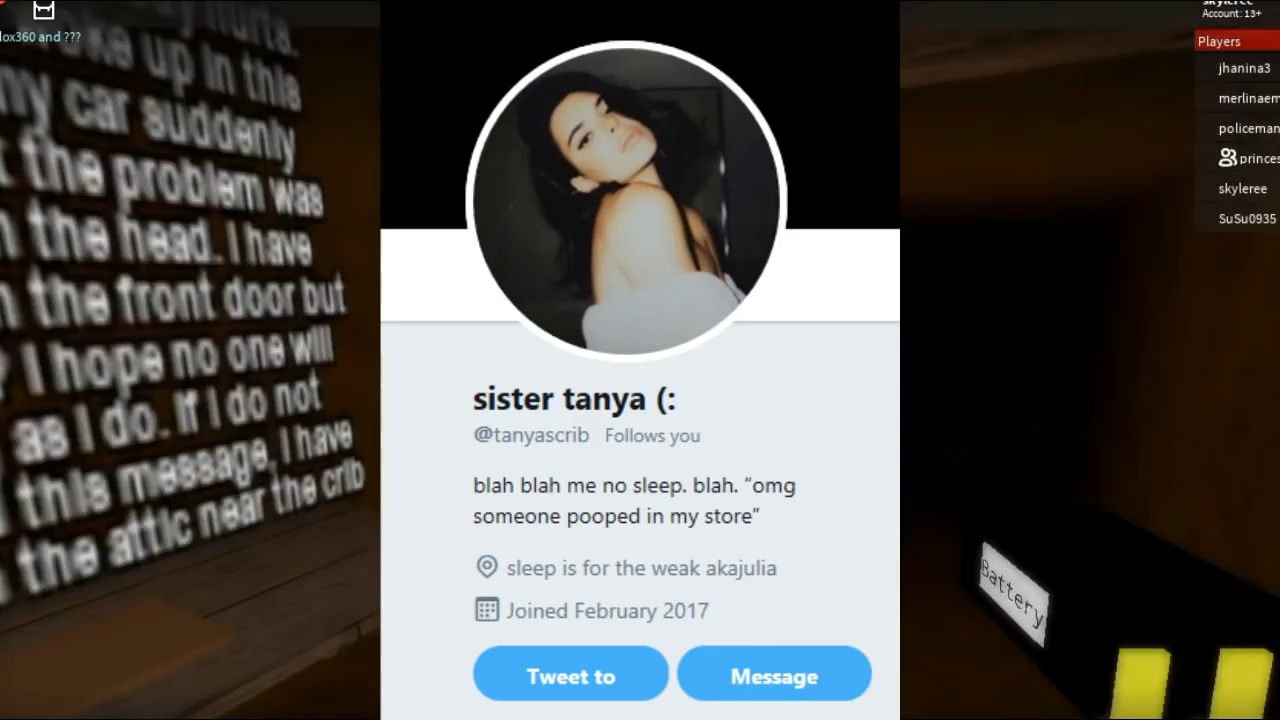 lox360 and ???
up in this
my car suddenly
the problem was
the head. I have
the front door but
I hope no one will
as I do. If I do not
this message, I have
the attic near the crib
sister tanya (:
@tanyascrib Follows you
blah blah me no sleep. blah. “omg
someone pooped in my store”
sleep is for the weak akajulia
Joined February 2017
Tweet to
Message
skyleree
Account: 13+
Players
jhanina3
merlinaem
policeman
princes
skyleree
SuSu0935
Battery